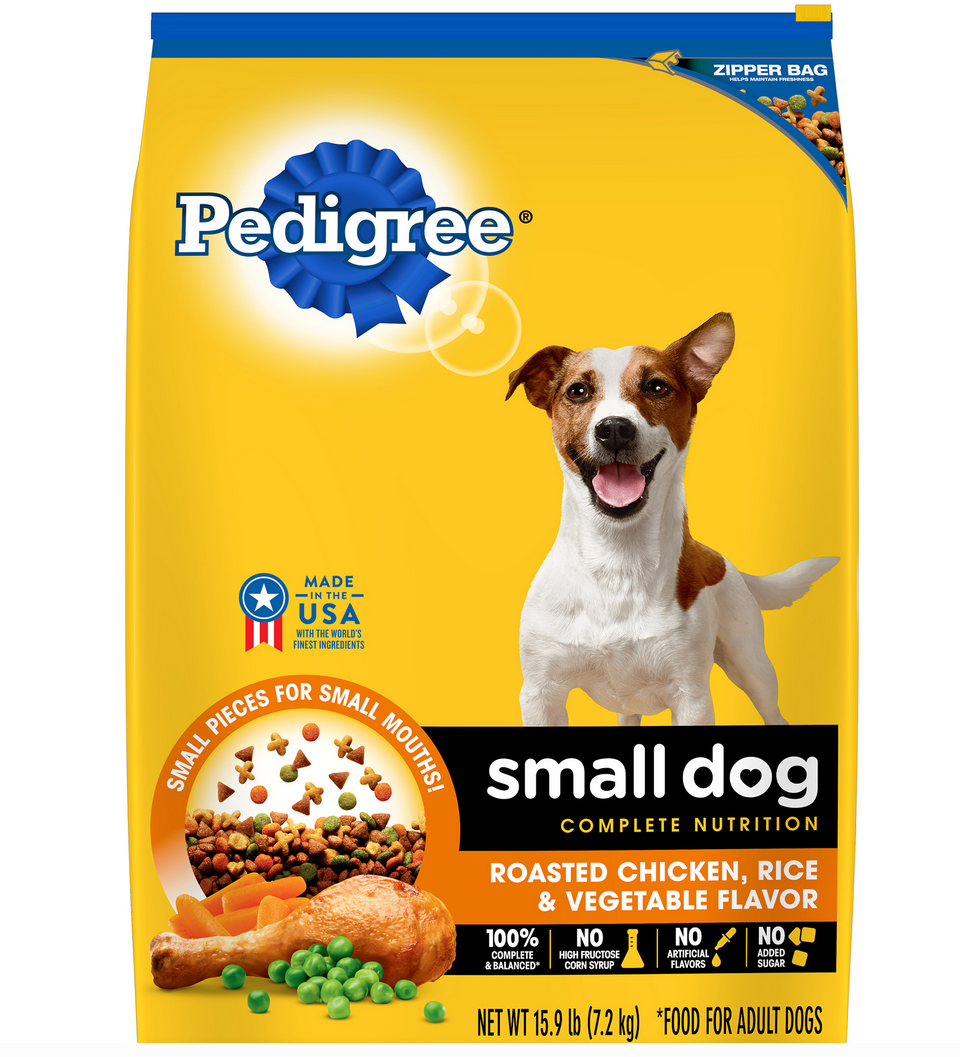 ZIPPER BAG
HELPS MAINTAIN FRESHNESS
Pedigree®
MADE
IN THE
USA
WITH THE WORLD'S
FINEST INGREDIENTS
SMALL PIECES FOR SMALL MOUTHS!
small dog
COMPLETE NUTRITION
ROASTED CHICKEN, RICE
& VEGETABLE FLAVOR
100%
COMPLETE
& BALANCED*
NO
HIGH FRUCTOSE
CORN SYRUP
NO
ARTIFICIAL
FLAVORS
NO
ADDED
SUGAR
NET WT 15.9 lb (7.2 kg) *FOOD FOR ADULT DOGS